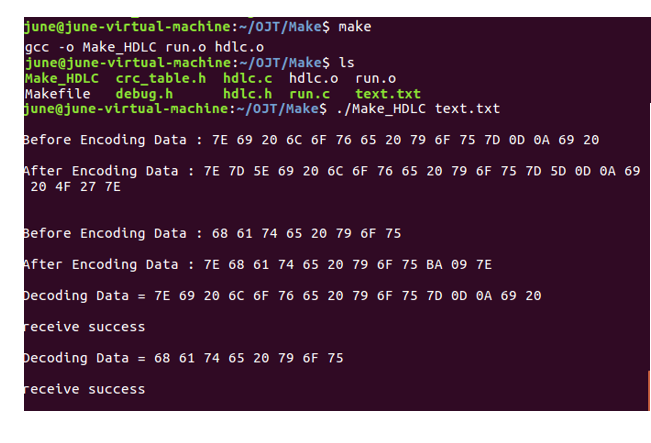 june@june-virtual-machine:~/OJT/Make$ make
gcc -o Make_HDLC run.o hdlc.o
june@june-virtual-machine:~/OJT/Make$ ls
Make_HDLC crc_table.h hdlc.c hdlc.o run.o
Makefile debug.h hdlc.h run.c text.txt
june@june-virtual-machine:~/OJT/Make$ ./Make_HDLC text.txt
Before Encoding Data : 7E 69 20 6C 6F 76 65 20 79 6F 75 7D 0D 0A 69 20
After Encoding Data : 7E 7D 5E 69 20 6C 6F 76 65 20 79 6F 75 7D 5D 0D 0A 69
20 4F 27 7E
Before Encoding Data : 68 61 74 65 20 79 6F 75
After Encoding Data : 7E 68 61 74 65 20 79 6F 75 BA 09 7E
Decoding Data = 7E 69 20 6C 6F 76 65 20 79 6F 75 7D 0D 0A 69 20
receive success
Decoding Data = 68 61 74 65 20 79 6F 75
receive success